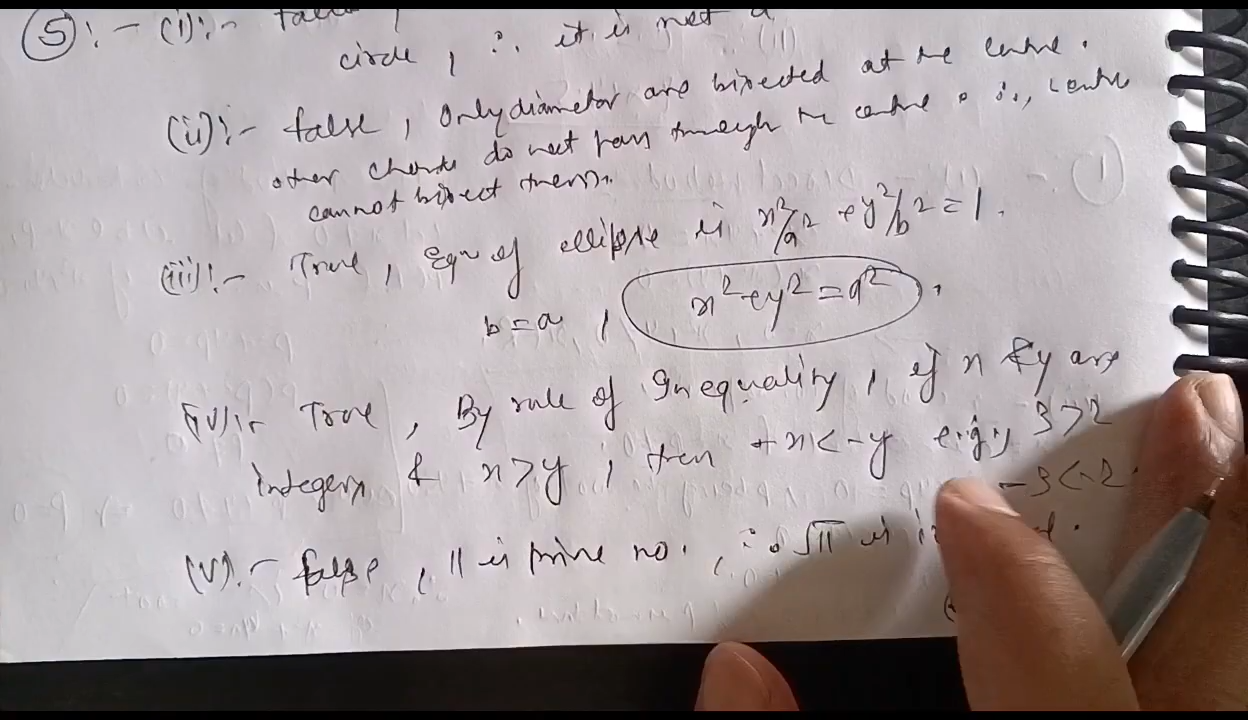 (5):- (i):- false,
circle, ∴ it is not a
(ii):- false, Only diameter are bisected at the centre.
other chords do not pass through the centre. i., centre
cannot bisect them.
(iii):- True, Eqn of ellipse is x²/a² + y²/b² = 1.
b = a, x² + y² = a².
(iv):- True, By rule of Inequality, if x & y are
integers & x > y, then -x < -y e.g., 3 > 2
-3 < -2.
(v):- false, 11 is prime no., ∴ √11 is